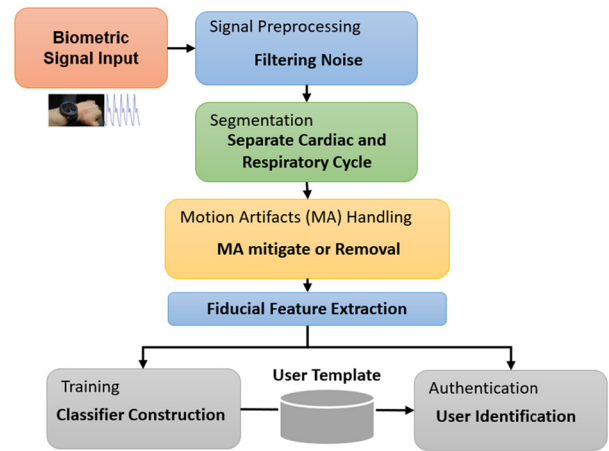 Biometric
Signal Input
Signal Preprocessing
Filtering Noise
Segmentation
Separate Cardiac and
Respiratory Cycle
Motion Artifacts (MA) Handling
MA mitigate or Removal
Fiducial Feature Extraction
Training
Classifier Construction
User Template
Authentication
User Identification